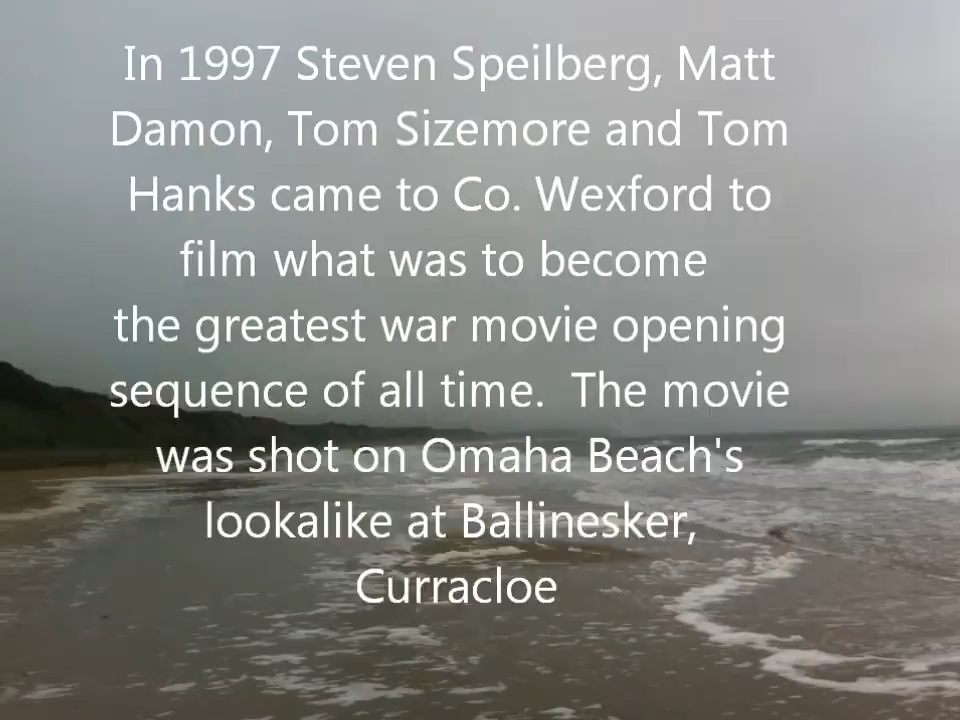 In 1997 Steven Speilberg, Matt
Damon, Tom Sizemore and Tom
Hanks came to Co. Wexford to
film what was to become
the greatest war movie opening
sequence of all time.  The movie
was shot on Omaha Beach's
lookalike at Ballinesker,
Curracloe